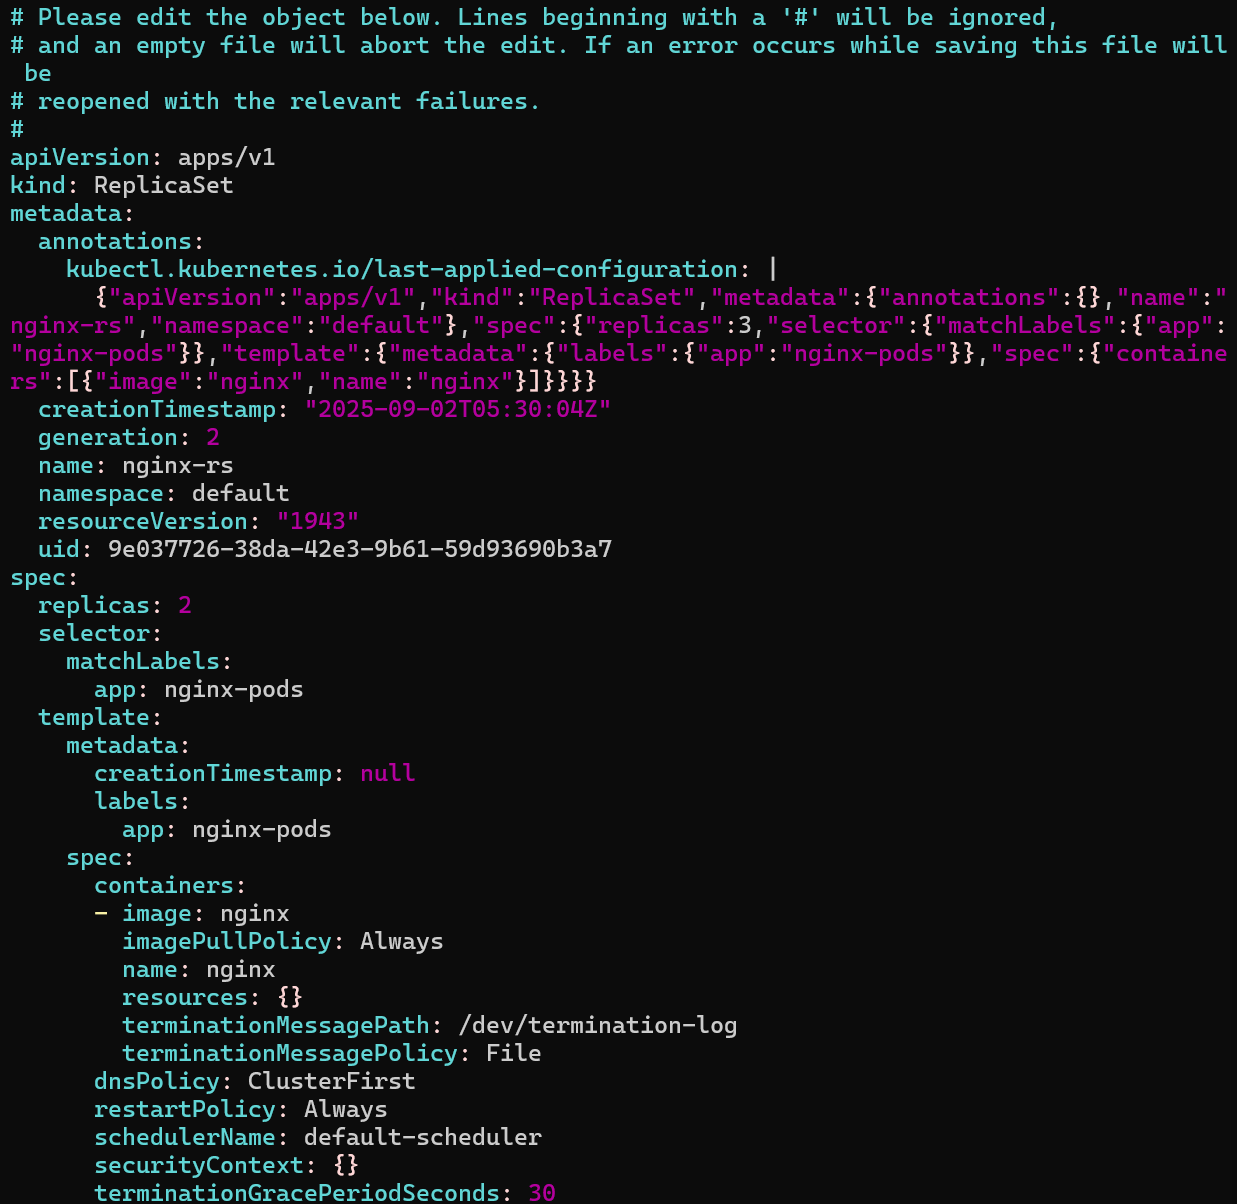 # Please edit the object below. Lines beginning with a '#' will be ignored,
# and an empty file will abort the edit. If an error occurs while saving this file will
 be
# reopened with the relevant failures.
#
apiVersion: apps/v1
kind: ReplicaSet
metadata:
  annotations:
    kubectl.kubernetes.io/last-applied-configuration: |
      {"apiVersion":"apps/v1","kind":"ReplicaSet","metadata":{"annotations":{},"name":"
nginx-rs","namespace":"default"},"spec":{"replicas":3,"selector":{"matchLabels":{"app":
"nginx-pods"}},"template":{"metadata":{"labels":{"app":"nginx-pods"}},"spec":{"containe
rs":[{"image":"nginx","name":"nginx"}]}}}}
  creationTimestamp: "2025-09-02T05:30:04Z"
  generation: 2
  name: nginx-rs
  namespace: default
  resourceVersion: "1943"
  uid: 9e037726-38da-42e3-9b61-59d93690b3a7
spec:
  replicas: 2
  selector:
    matchLabels:
      app: nginx-pods
  template:
    metadata:
      creationTimestamp: null
      labels:
        app: nginx-pods
    spec:
      containers:
      - image: nginx
        imagePullPolicy: Always
        name: nginx
        resources: {}
        terminationMessagePath: /dev/termination-log
        terminationMessagePolicy: File
      dnsPolicy: ClusterFirst
      restartPolicy: Always
      schedulerName: default-scheduler
      securityContext: {}
      terminationGracePeriodSeconds: 30